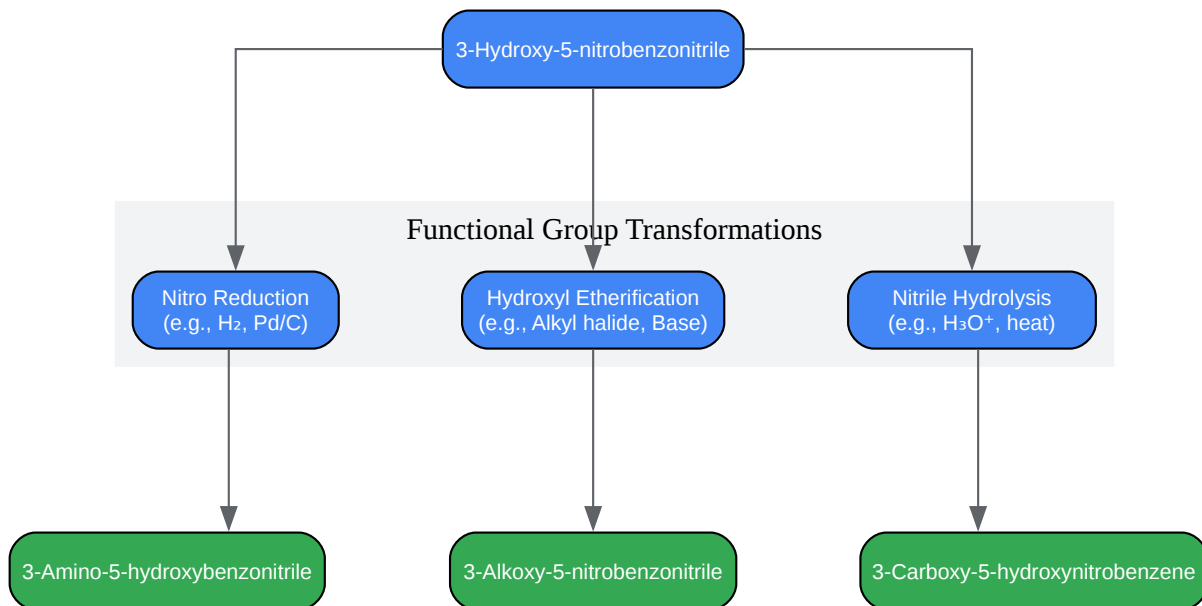 3-Hydroxy-5-nitrobenzonitrile
Functional Group Transformations
Nitro Reduction
(e.g., H₂, Pd/C)
Hydroxyl Etherification
(e.g., Alkyl halide, Base)
Nitrile Hydrolysis
(e.g., H₃O⁺, heat)
3-Amino-5-hydroxybenzonitrile
3-Alkoxy-5-nitrobenzonitrile
3-Carboxy-5-hydroxynitrobenzene